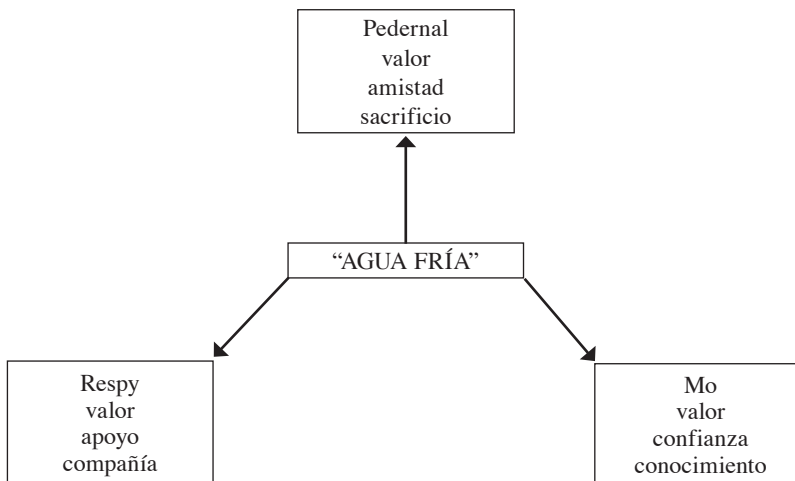 Pedernal
valor
amistad
sacrificio
“AGUA FRÍA”
Respy
valor
apoyo
compañía
Mo
valor
confianza
conocimiento